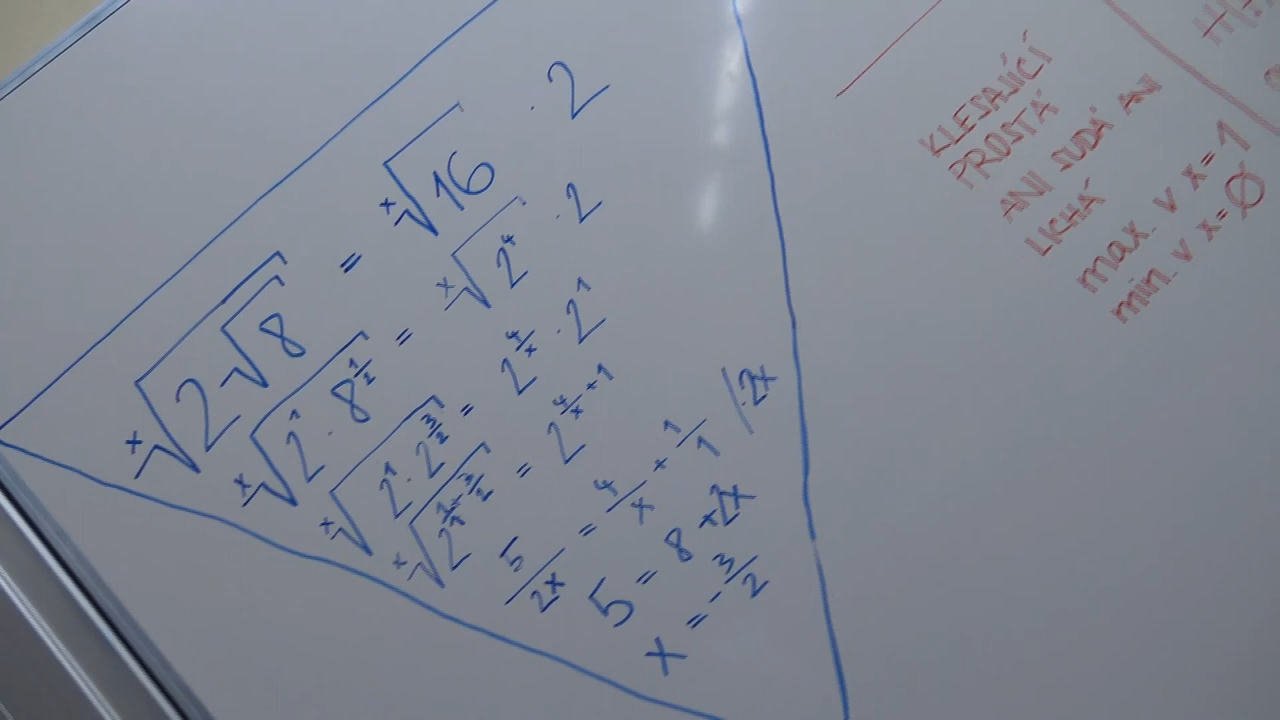 ˣ√(2√8) = ˣ√16 · 2
ˣ√(2¹ · 8^(1/2)) = ˣ√(2⁴) · 2
ˣ√(2¹ · 2^(3/2)) = 2^(4/x) · 2¹
ˣ√(2^(1/1 + 3/2)) = 2^(4/x + 1)
5/2x = 4/x + 1/1 / · 2x
5 = 8 + 2x
x = - 3/2
KLESAJÍCÍ
PROSTÁ
ANI SUDÁ ANI
LICHÁ
max. v x = 1
min. v x = Ø